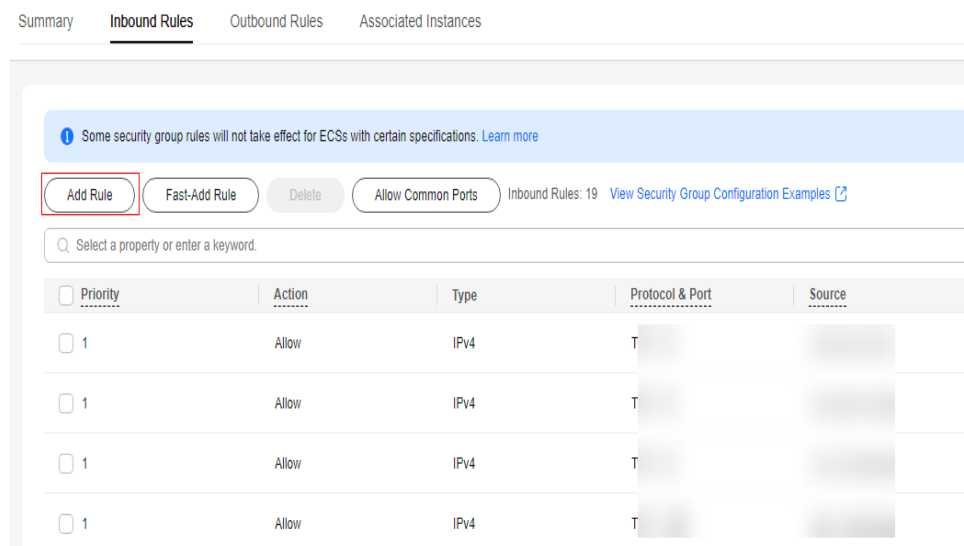 Summary Inbound Rules Outbound Rules Associated Instances
Some security group rules will not take effect for ECSs with certain specifications. Learn more
Add Rule Fast-Add Rule Delete Allow Common Ports Inbound Rules: 19 View Security Group Configuration Examples
Select a property or enter a keyword.
Priority Action Type Protocol & Port Source
1 Allow IPv4 T
1 Allow IPv4 T
1 Allow IPv4 T
1 Allow IPv4 T